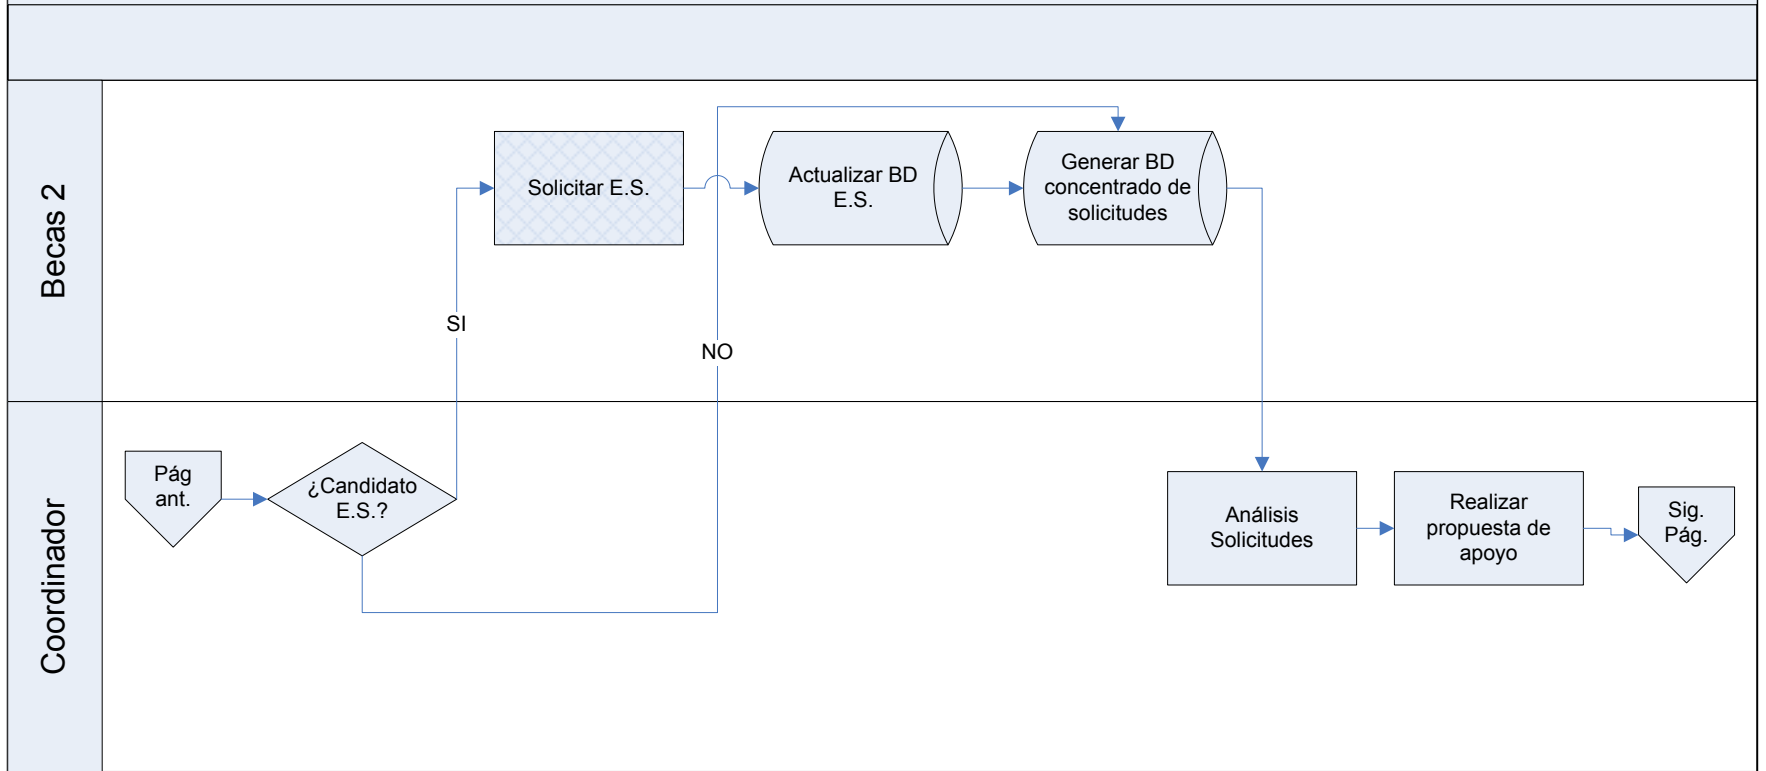 Becas 2
Solicitar E.S.
Actualizar BD
E.S.
Generar BD
concentrado de
solicitudes
SI
NO
Coordinador
Pág
ant.
¿Candidato
E.S.?
Análisis
Solicitudes
Realizar
propuesta de
apoyo
Sig.
Pág.